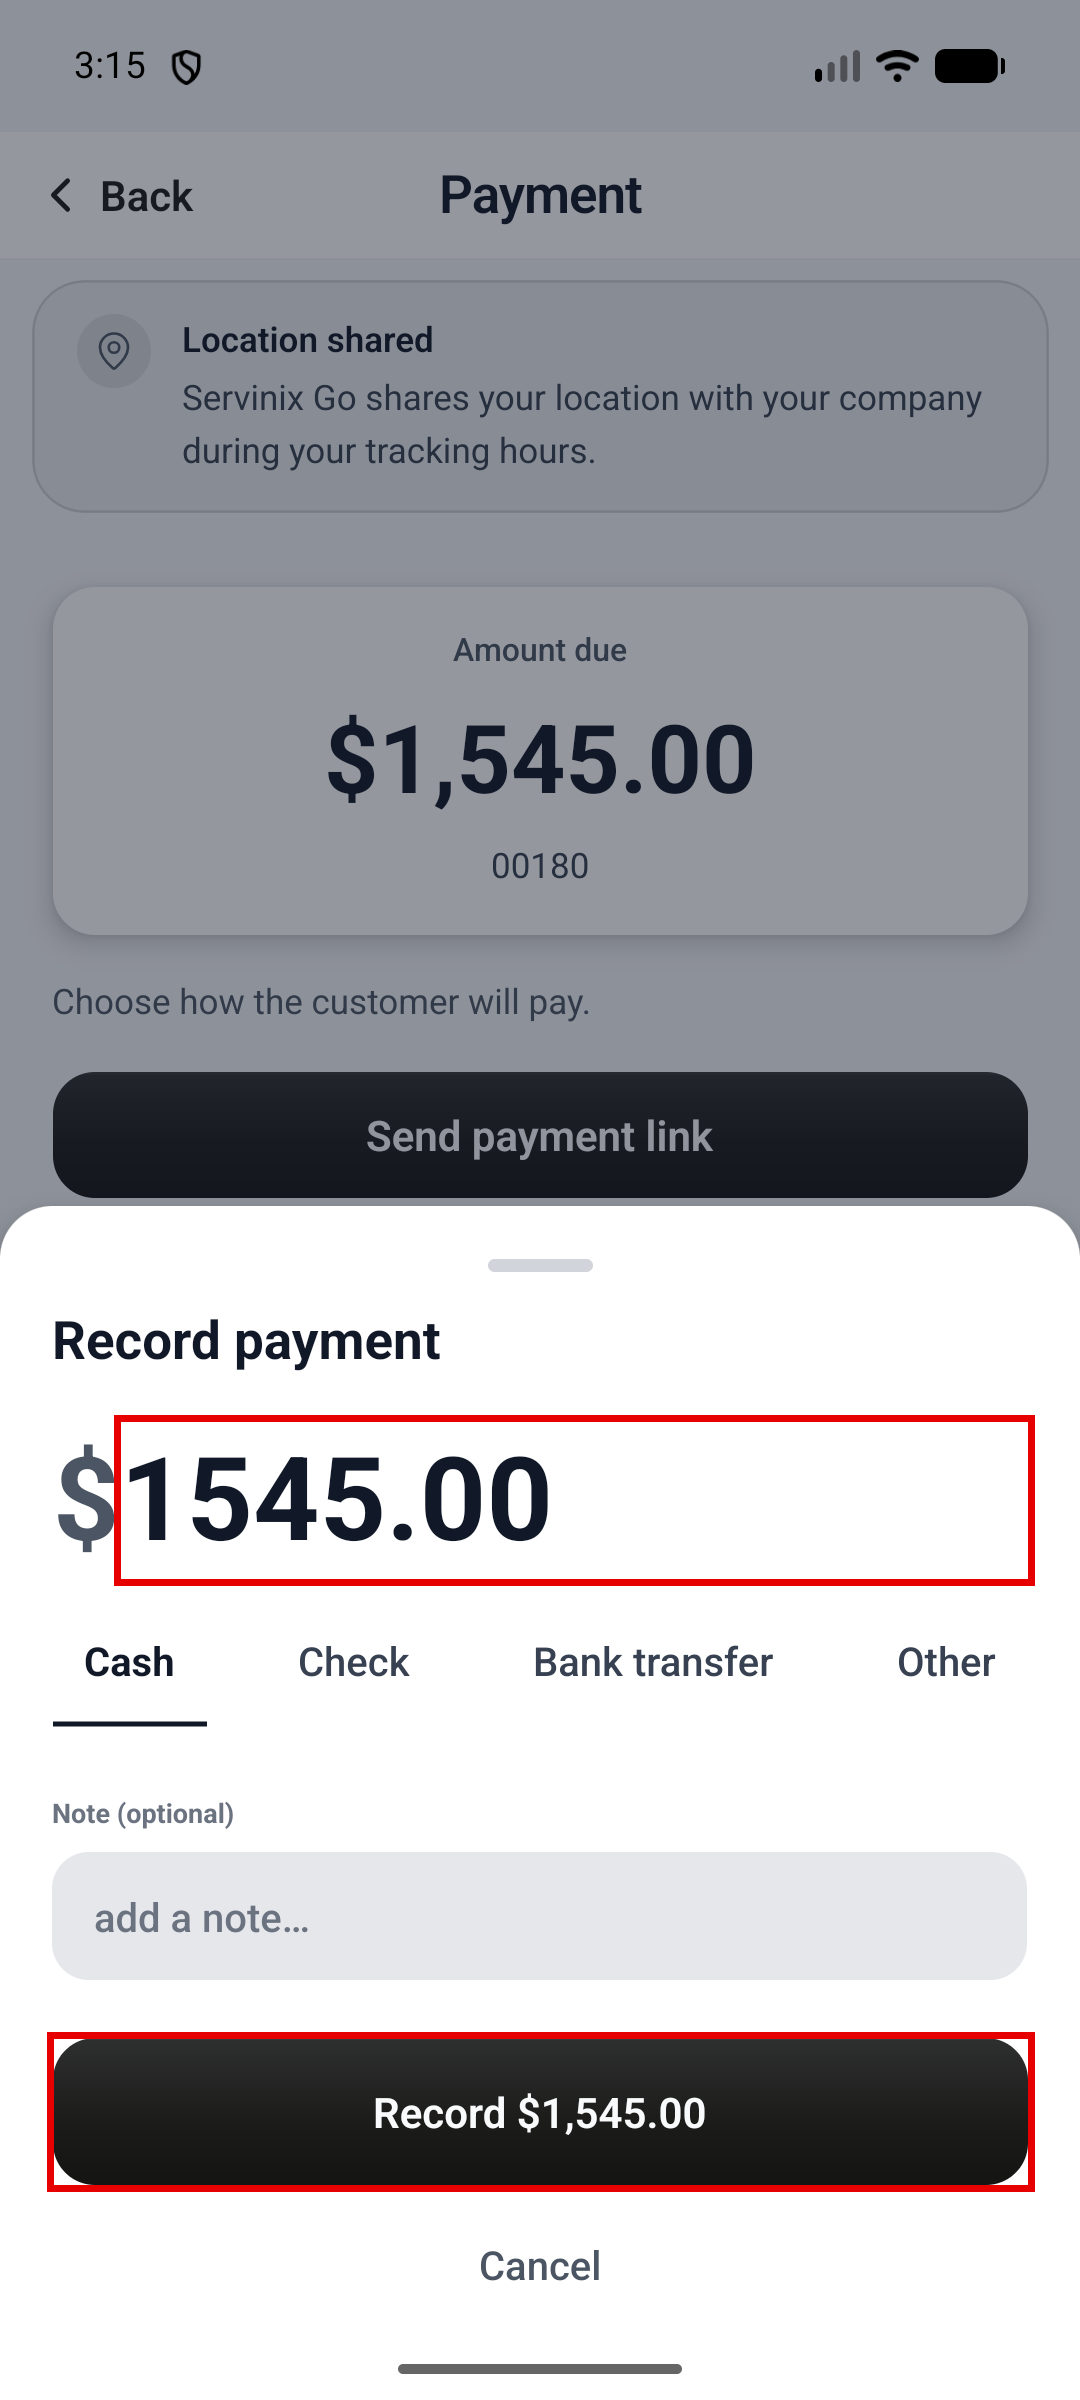 3:15
Back
Payment
Location shared
Servinix Go shares your location with your company
during your tracking hours.
Amount due
$1,545.00
00180
Choose how the customer will pay.
Send payment link
Record payment
$1545.00
Cash Check Bank transfer Other
Note (optional)
add a note...
Record $1,545.00
Cancel